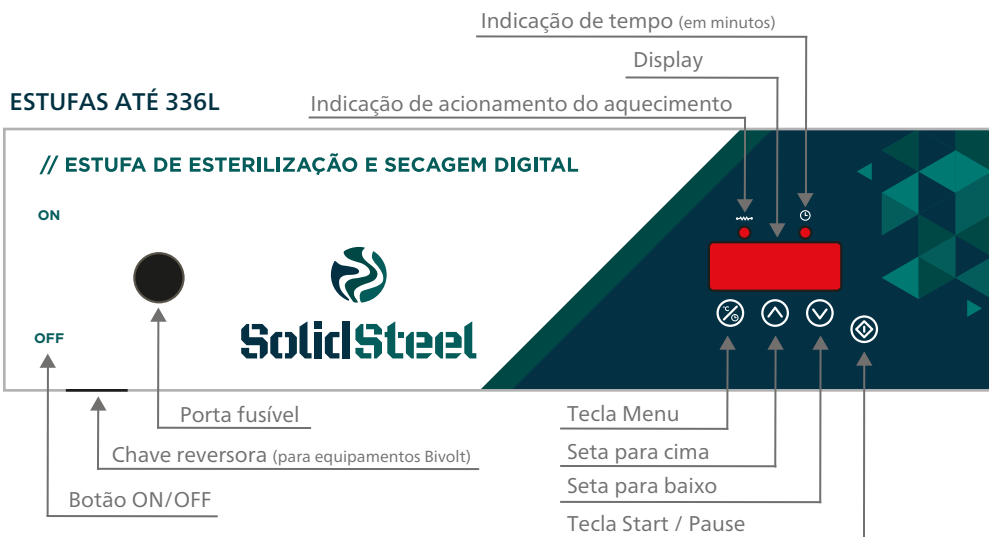 Indicação de tempo (em minutos)
Display
ESTUFAS ATÉ 336L
Indicação de acionamento do aquecimento
// ESTUFA DE ESTERILIZAÇÃO E SECAGEM DIGITAL
ON
°C
OFF
SolidSteel
Porta fusível
Tecla Menu
Chave reversora (para equipamentos Bivolt)
Seta para cima
Seta para baixo
Botão ON/OFF
Tecla Start / Pause